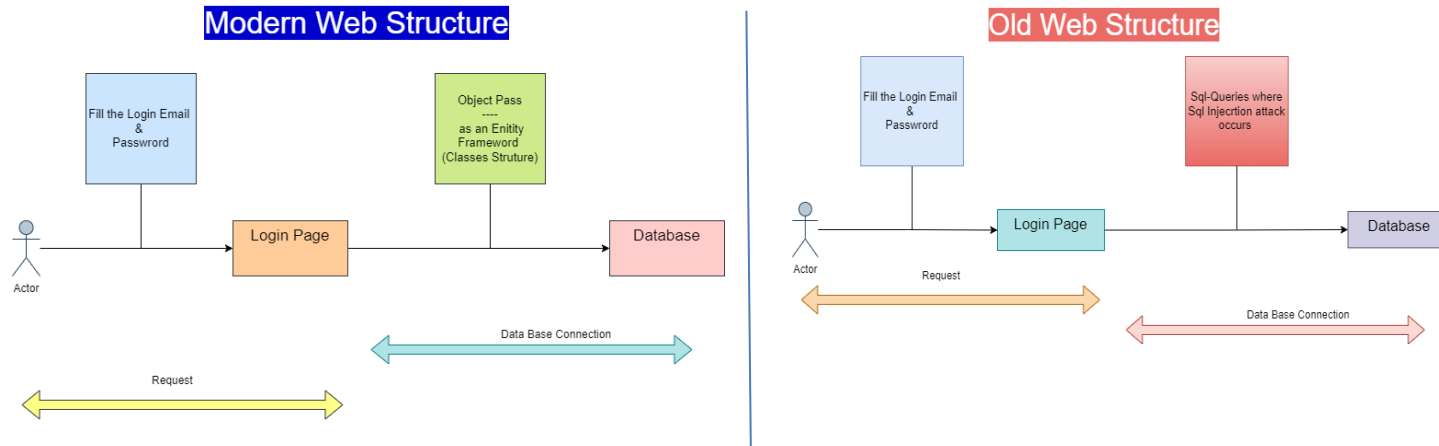 Modern Web Structure
Fill the Login Email
&
Passwrord
Object Pass
----
as an Enitity
Frameword
(Classes Struture)
Login Page
Database
Actor
Data Base Connection
Request
Old Web Structure
Fill the Login Email
&
Password
Sql-Queries where
Sql Injecrtion attack
occurs
Login Page
Database
Actor
Request
Data Base Connection